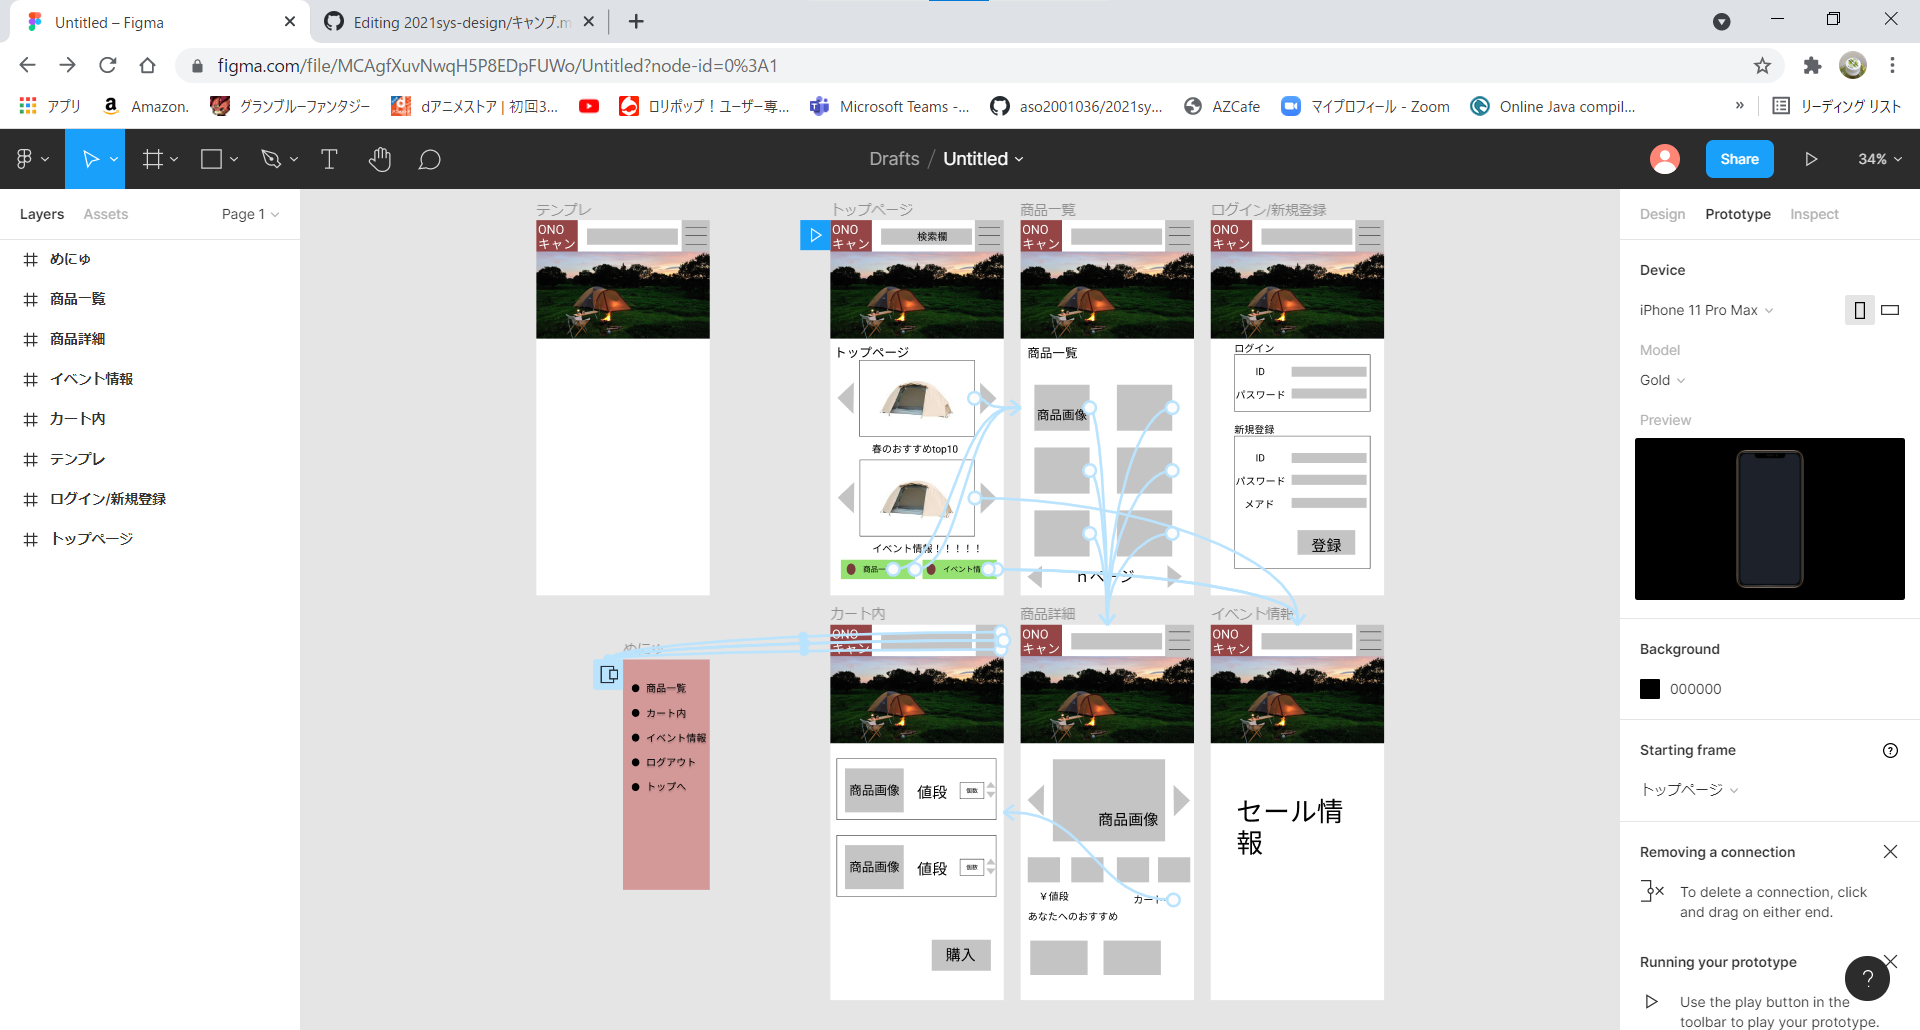 Untitled – Figma
Editing 2021sys-design/キャンプ.m
figma.com/file/MCAgfXuvNwqH5P8EDpFUWo/Untitled?node-id=0%3A1
アプリ
Amazon.
グランブルーファンタジー
dアニメストア | 初回3...
ロリポップ！ユーザー専...
Microsoft Teams -...
aso2001036/2021sy...
AZCafe
マイプロフィール - Zoom
Online Java compil...
»
リーディング リスト
Drafts / Untitled
Share
34%
Layers
Assets
Page 1
めにゅ
商品一覧
商品詳細
イベント情報
カート内
テンプレ
ログイン/新規登録
トップページ
テンプレ
ONO
キャン
トップページ
ONO
キャン
検索欄
トップページ
春のおすすめtop10
イベント情報！！！！！
商品一
イベント情
商品一覧
ONO
キャン
商品一覧
商品画像
nページ
ログイン/新規登録
ONO
キャン
ログイン
ID
パスワード
新規登録
ID
パスワード
メアド
登録
めにゅ
商品一覧
カート内
イベント情報
ログアウト
トップへ
カート内
ONO
キャン
商品画像
値段
個数
商品画像
値段
個数
購入
商品詳細
ONO
キャン
商品画像
￥値段
カート
あなたへのおすすめ
イベント情報
ONO
キャン
セール情
報
Design
Prototype
Inspect
Device
iPhone 11 Pro Max
Model
Gold
Preview
Background
000000
Starting frame
トップページ
Removing a connection
To delete a connection, click
and drag on either end.
Running your prototype
?
Use the play button in the
toolbar to play your prototype.